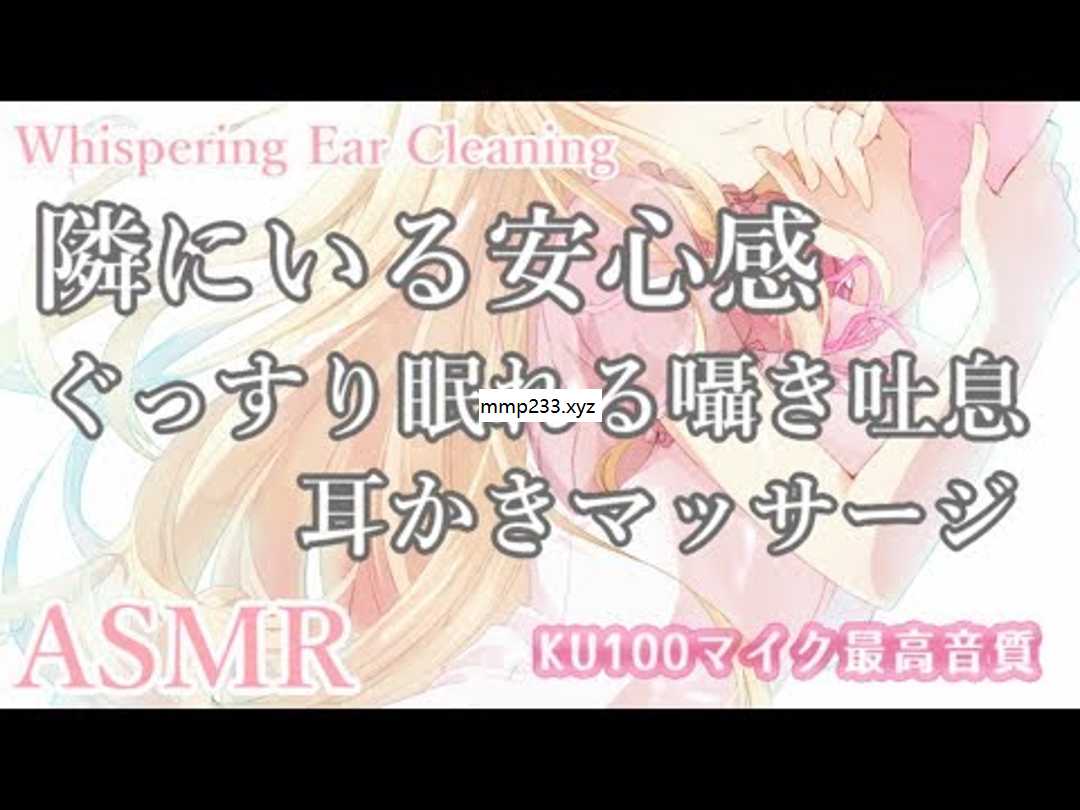 Whispering Ear Cleaning
隣にいる安心感
ぐっすり眠れる囁き吐息
mmp233.xyz
耳かきマッサージ
ASMR
KU100マイク最高音質